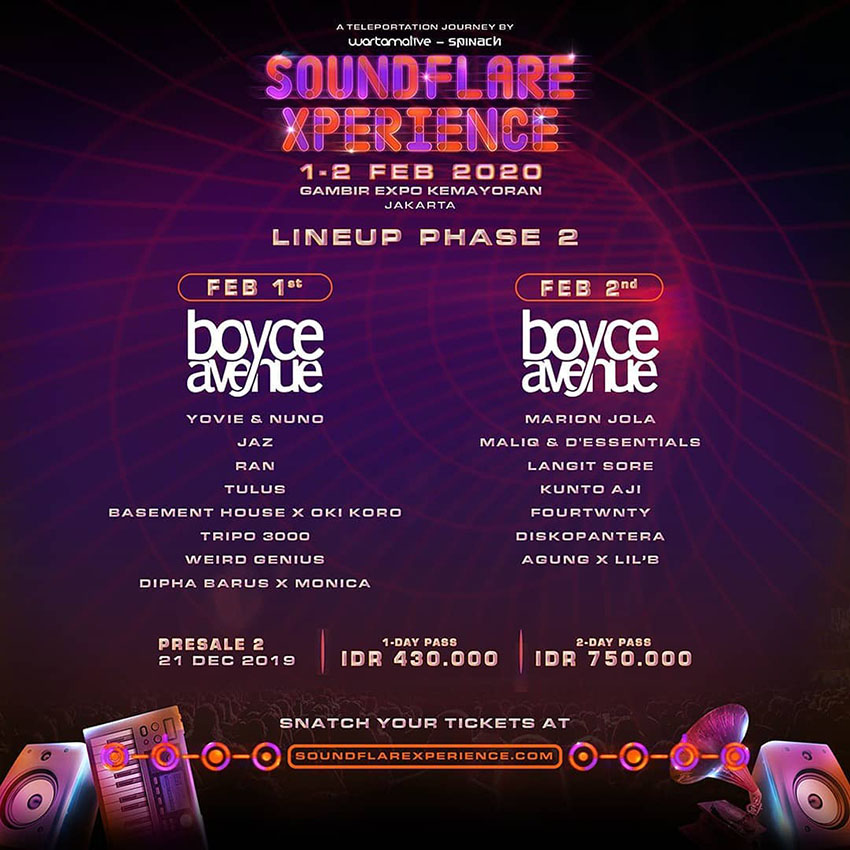 A TELEPORTATION JOURNEY BY
wartamalive – SPINACH
SOUNDFLARE
XPERIENCE
1-2 FEB 2020
GAMBIR EXPO KEMAYORAN
JAKARTA
LINEUP PHASE 2
FEB 1st
boyce
avenue
YOVIE & NUNO
JAZ
RAN
TULUS
BASEMENT HOUSE X OKI KORO
TRIPO 3000
WEIRD GENIUS
DIPHA BARUS X MONICA
FEB 2nd
boyce
avenue
MARION JOLA
MALIQ & D'ESSENTIALS
LANGIT SORE
KUNTO AJI
FOURTWNTY
DISKOPANTERA
AGUNG X LIL'B
PRESALE 2
21 DEC 2019
1-DAY PASS
IDR 430.000
2-DAY PASS
IDR 750.000
SNATCH YOUR TICKETS AT
SOUNDFLAREXPERIENCE.COM